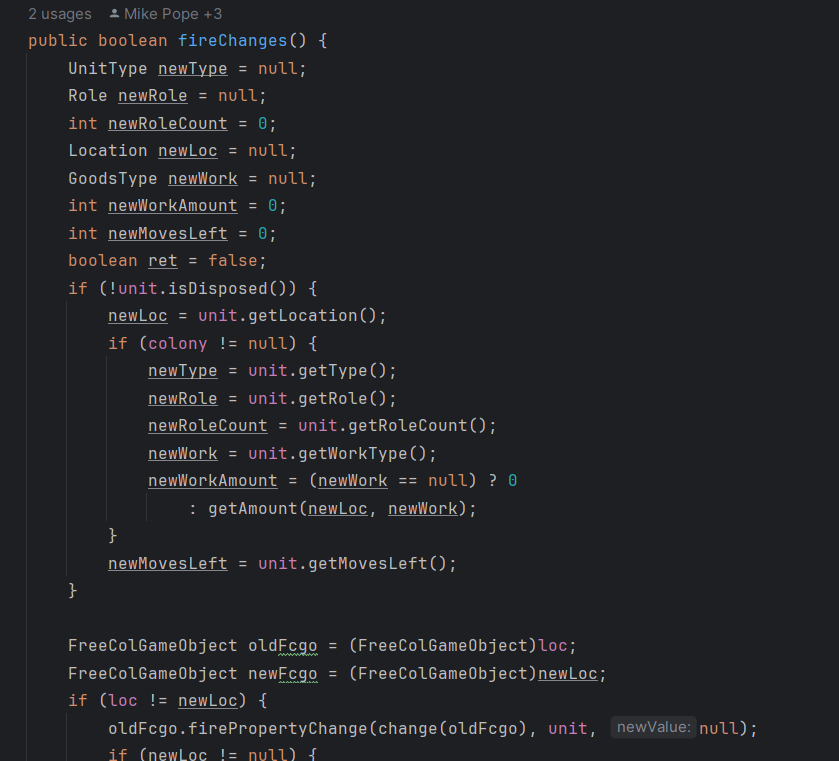 2 usages Mike Pope +3
public boolean fireChanges() {
UnitType newType = null;
Role newRole = null;
int newRoleCount = 0;
Location newLoc = null;
GoodsType newWork = null;
int newWorkAmount = 0;
int newMovesLeft = 0;
boolean ret = false;
if (!unit.isDisposed()) {
newLoc = unit.getLocation();
if (colony != null) {
newType = unit.getType();
newRole = unit.getRole();
newRoleCount = unit.getRoleCount();
newWork = unit.getWorkType();
newWorkAmount = (newWork == null) ? 0
: getAmount(newLoc, newWork);
}
newMovesLeft = unit.getMovesLeft();
}
FreeColGameObject oldFcgo = (FreeColGameObject)loc;
FreeColGameObject newFcgo = (FreeColGameObject)newLoc;
if (loc != newLoc) {
oldFcgo.firePropertyChange(change(oldFcgo), unit, newValue: null);
if (newLoc != null) {